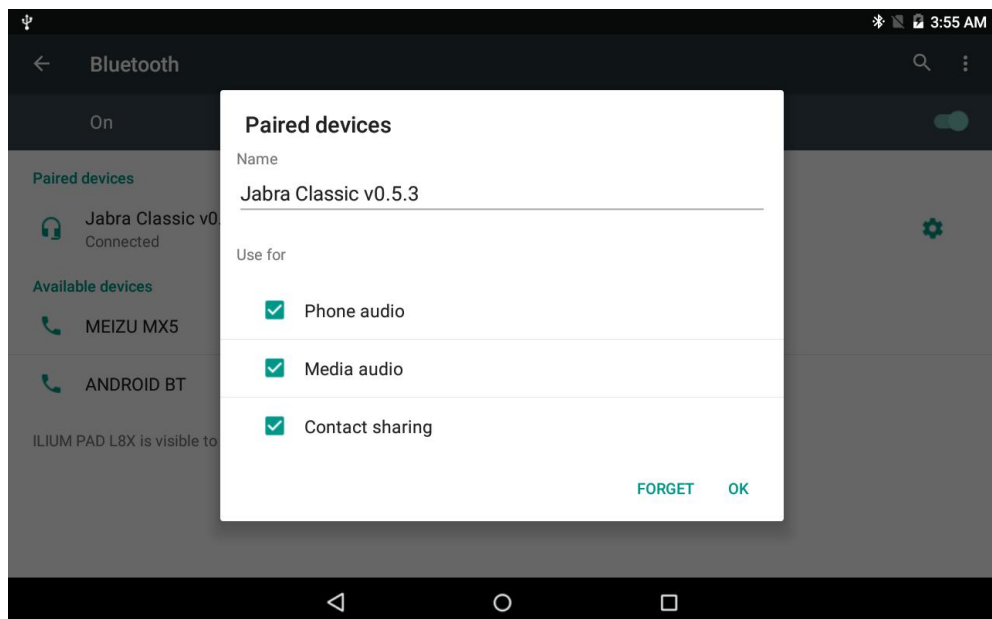 3:55 AM
Bluetooth
On
Paired devices
Jabra Classic v0.
Connected
Available devices
MEIZU MX5
ANDROID BT
ILIUM PAD L8X is visible to
Paired devices
Name
Jabra Classic v0.5.3
Use for
Phone audio
Media audio
Contact sharing
FORGET OK